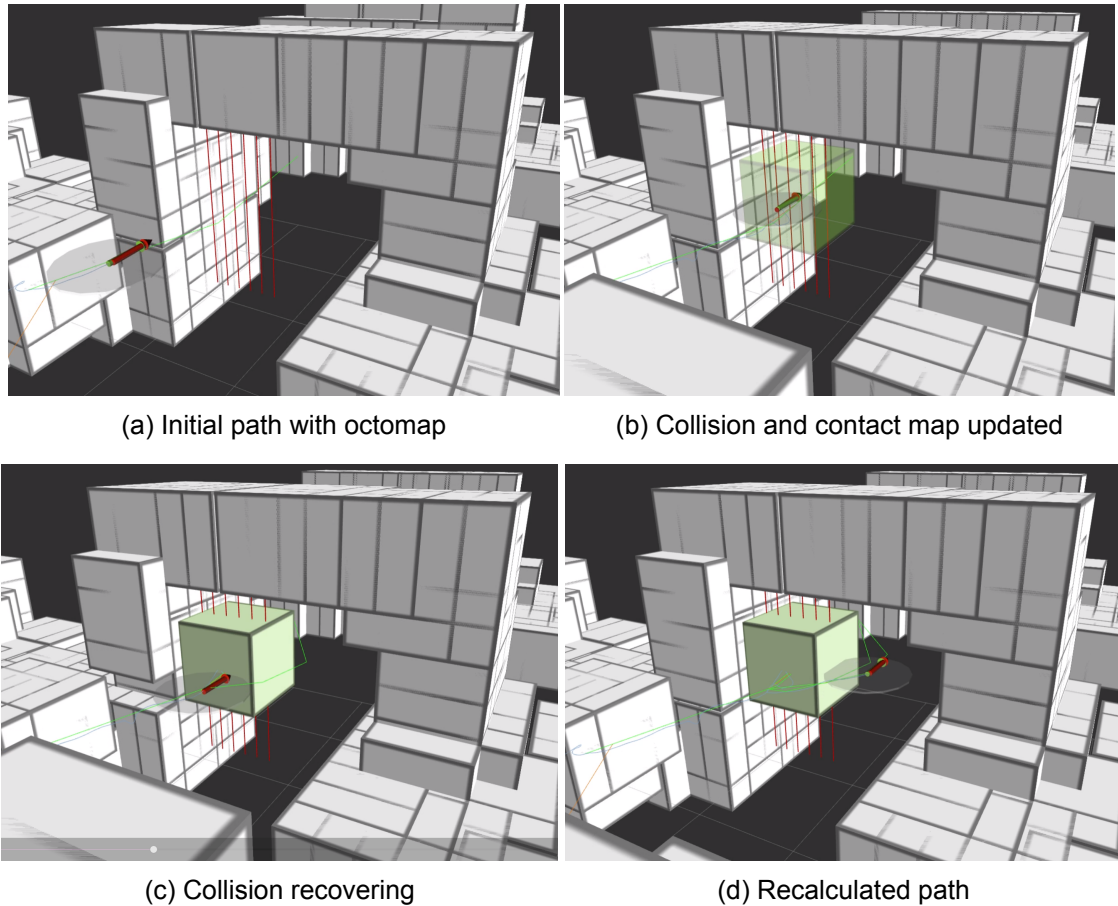 (a) Initial path with octomap
(b) Collision and contact map updated
(c) Collision recovering
(d) Recalculated path